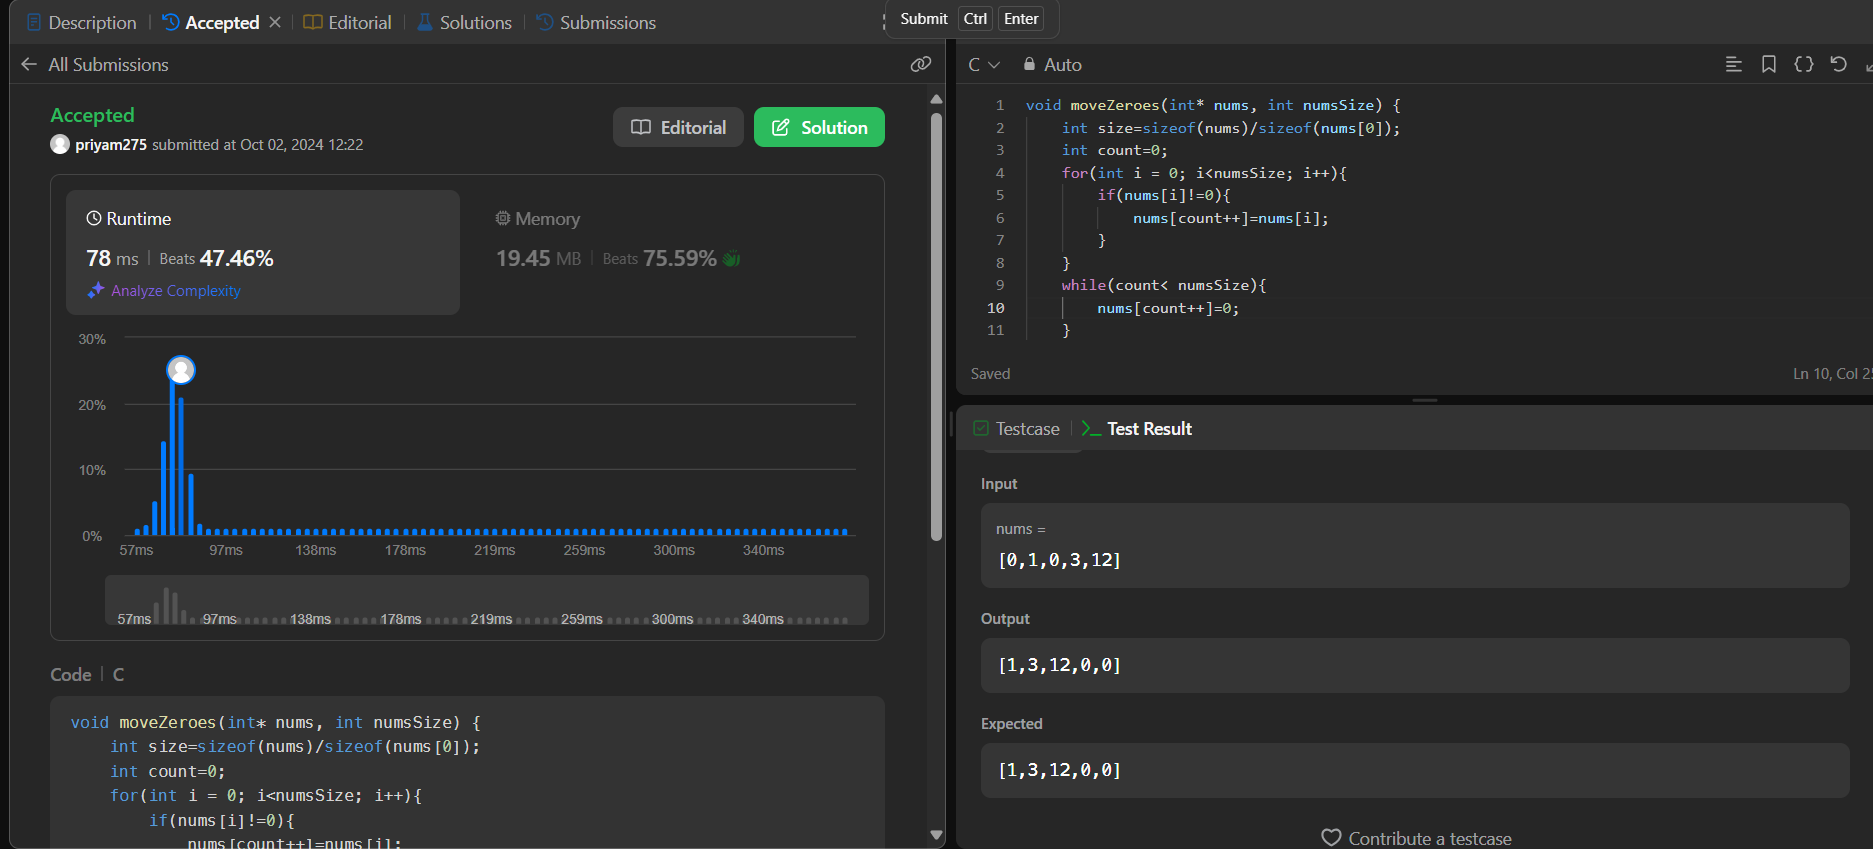 Description | Accepted × | Editorial | Solutions | Submissions
Submit Ctrl Enter
All Submissions
Accepted
priyam275 submitted at Oct 02, 2024 12:22
Editorial
Solution
Runtime
78 ms | Beats 47.46%
Analyze Complexity
Memory
19.45 MB | Beats 75.59%
30%
20%
10%
0%
57ms 97ms 138ms 178ms 219ms 259ms 300ms 340ms
57ms 97ms 138ms 178ms 219ms 259ms 300ms 340ms
Code | C
void moveZeroes(int* nums, int numsSize) {
    int size=sizeof(nums)/sizeof(nums[0]);
    int count=0;
    for(int i = 0; i<numsSize; i++){
        if(nums[i]!=0){
            nums[count++]=nums[i];
C Auto
1 void moveZeroes(int* nums, int numsSize) {
2     int size=sizeof(nums)/sizeof(nums[0]);
3     int count=0;
4     for(int i = 0; i<numsSize; i++){
5         if(nums[i]!=0){
6             nums[count++]=nums[i];
7         }
8     }
9     while(count< numsSize){
10         nums[count++]=0;
11     }
Saved
Ln 10, Col 25
Testcase | Test Result
Input
nums =
[0,1,0,3,12]
Output
[1,3,12,0,0]
Expected
[1,3,12,0,0]
Contribute a testcase